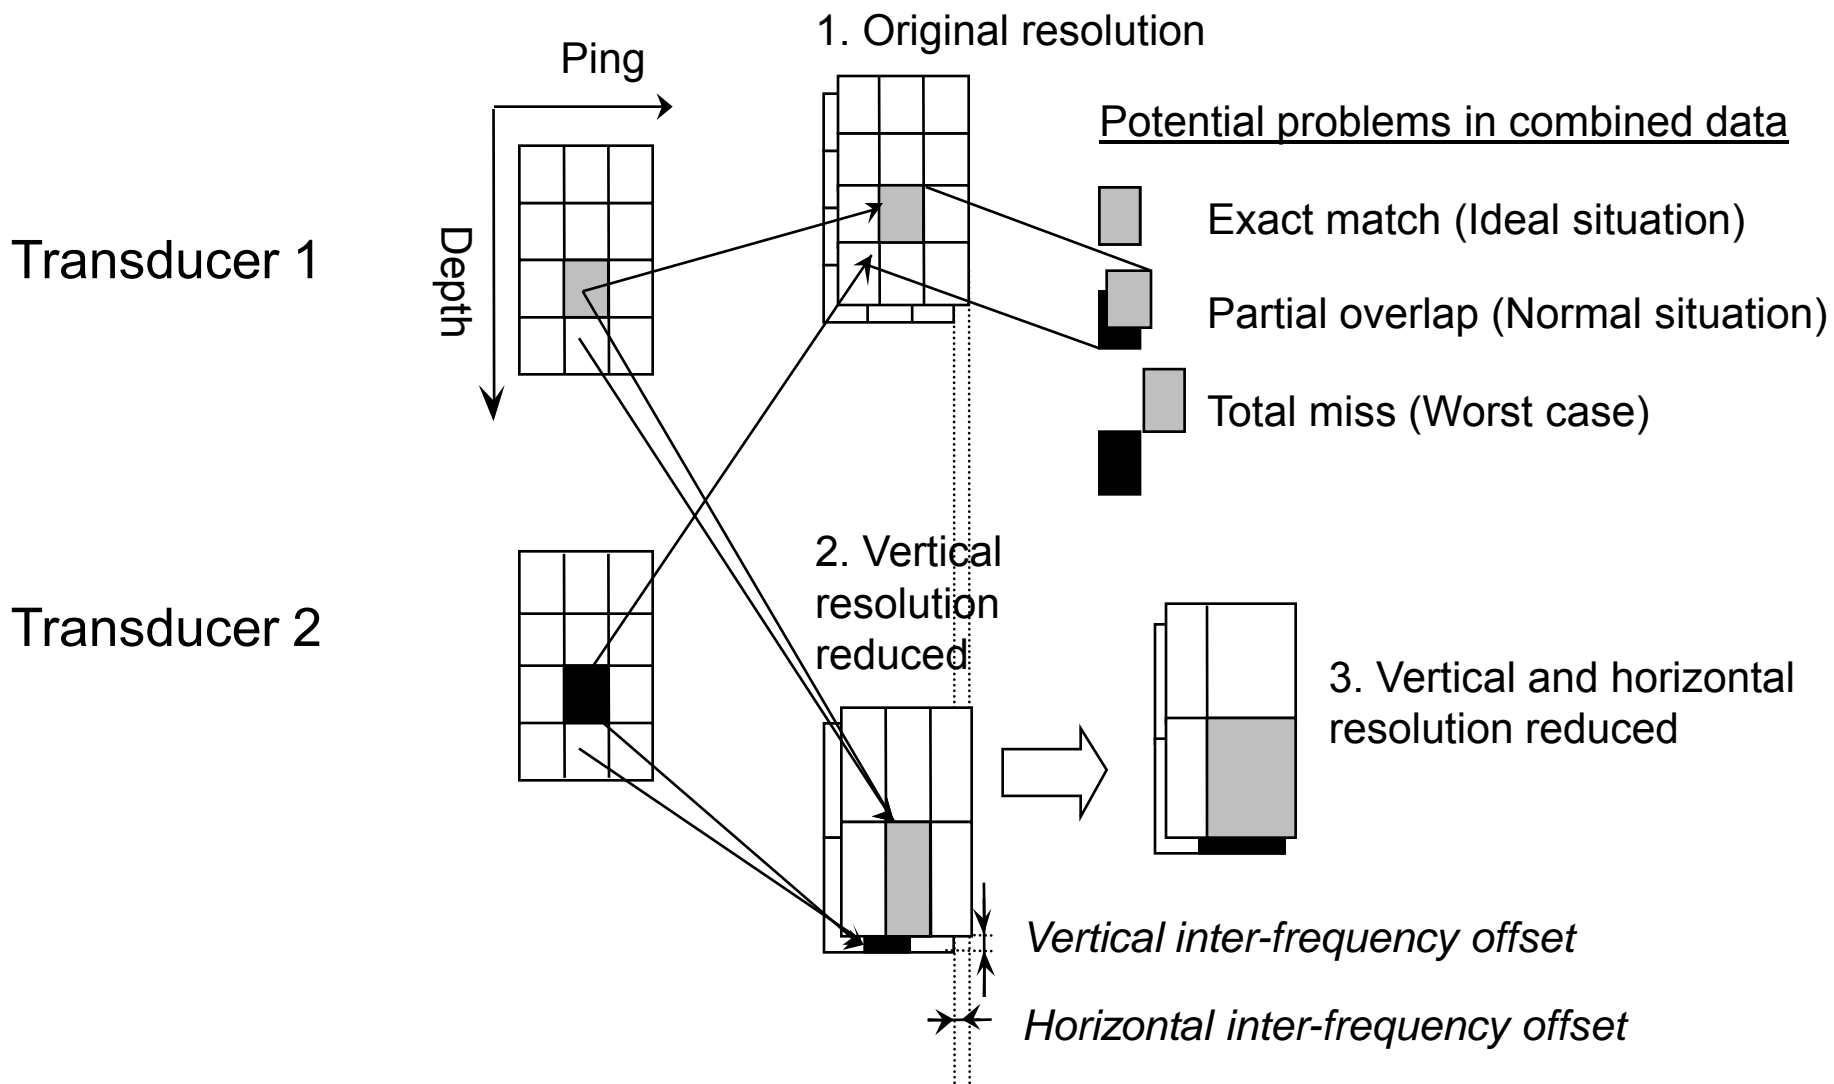 1. Original resolution
Ping
Potential problems in combined data
Depth
Transducer 1
Exact match (Ideal situation)
Partial overlap (Normal situation)
Total miss (Worst case)
Transducer 2
2. Vertical
resolution
reduced
3. Vertical and horizontal
resolution reduced
Vertical inter-frequency offset
Horizontal inter-frequency offset